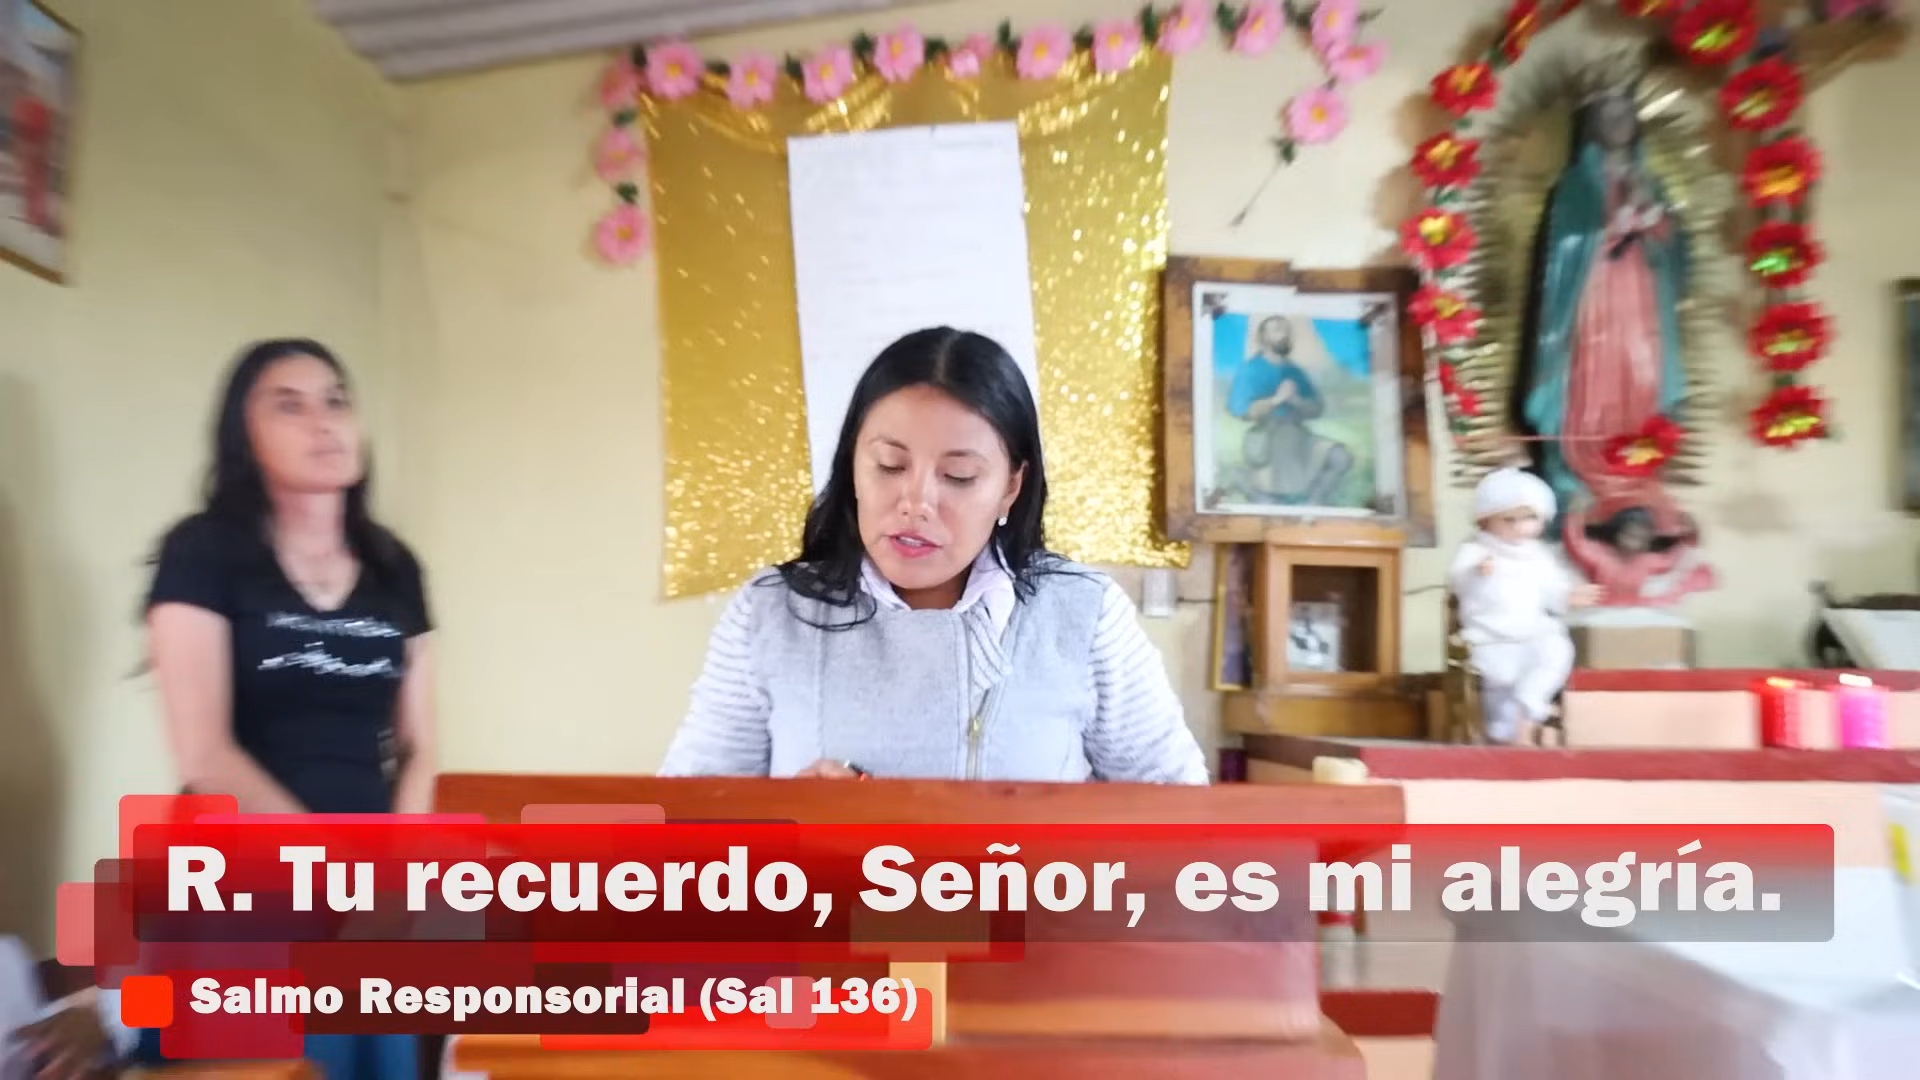 R. Tu recuerdo, Señor, es mi alegría.
Salmo Responsorial (Sal 136)